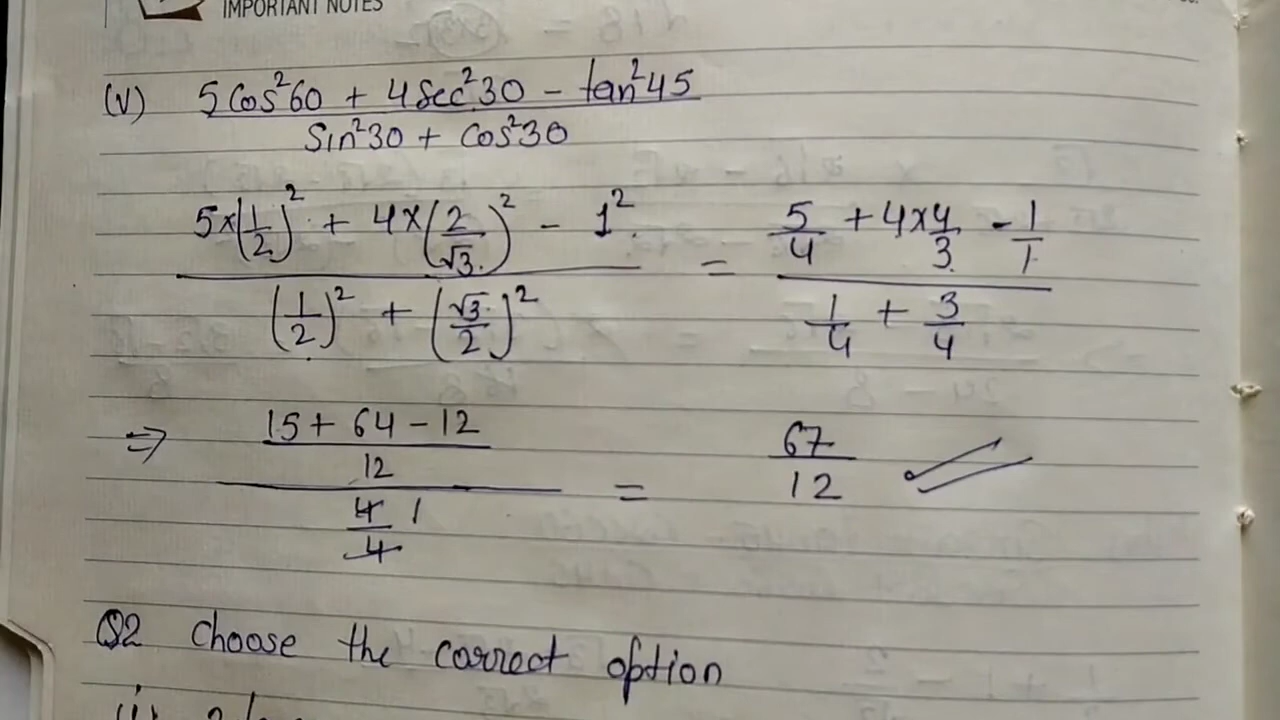 IMPORTANT NOTES
(v) (5cos²60 + 4sec²30 - tan²45)/(sin²30 + cos²30)
(5×(1/2)² + 4×(2/√3)² - 1²)/((1/2)² + (√3/2)²) = (5/4 + 4×4/3 - 1/1)/(1/4 + 3/4)
⇒ ((15 + 64 - 12)/12)/(4/4) 1 = 67/12
Q2 choose the correct option